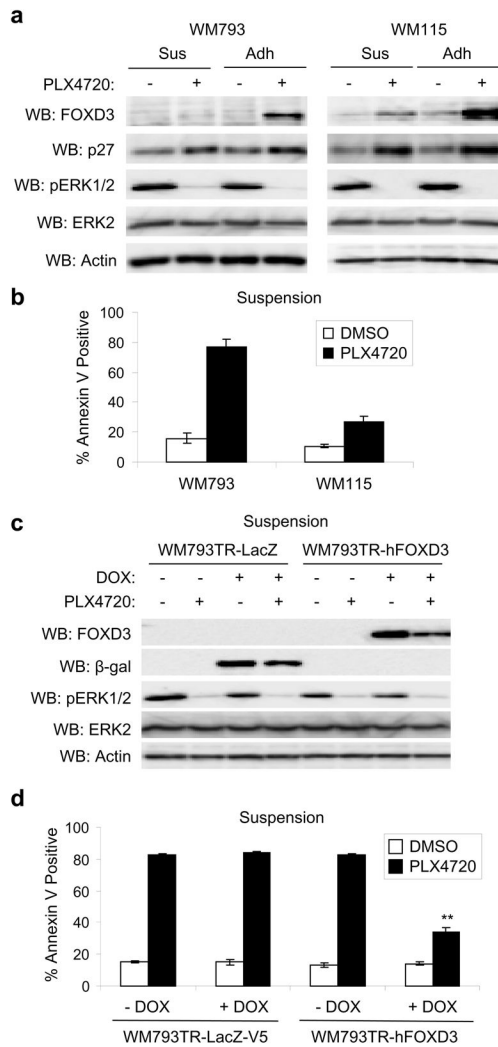 a
WM793 WM115
Sus Adh Sus Adh
PLX4720: - + - + - + - +
WB: FOXD3
WB: p27
WB: pERK1/2
WB: ERK2
WB: Actin
b
Suspension
% Annexin V Positive
100
80
60
40
20
0
DMSO
PLX4720
WM793 WM115
c
Suspension
WM793TR-LacZ WM793TR-hFOXD3
DOX: - - + + - - + +
PLX4720: - + - + - + - +
WB: FOXD3
WB: β-gal
WB: pERK1/2
WB: ERK2
WB: Actin
d
Suspension
% Annexin V Positive
100
80
60
40
20
0
DMSO
PLX4720
**
- DOX + DOX - DOX + DOX
WM793TR-LacZ-V5 WM793TR-hFOXD3